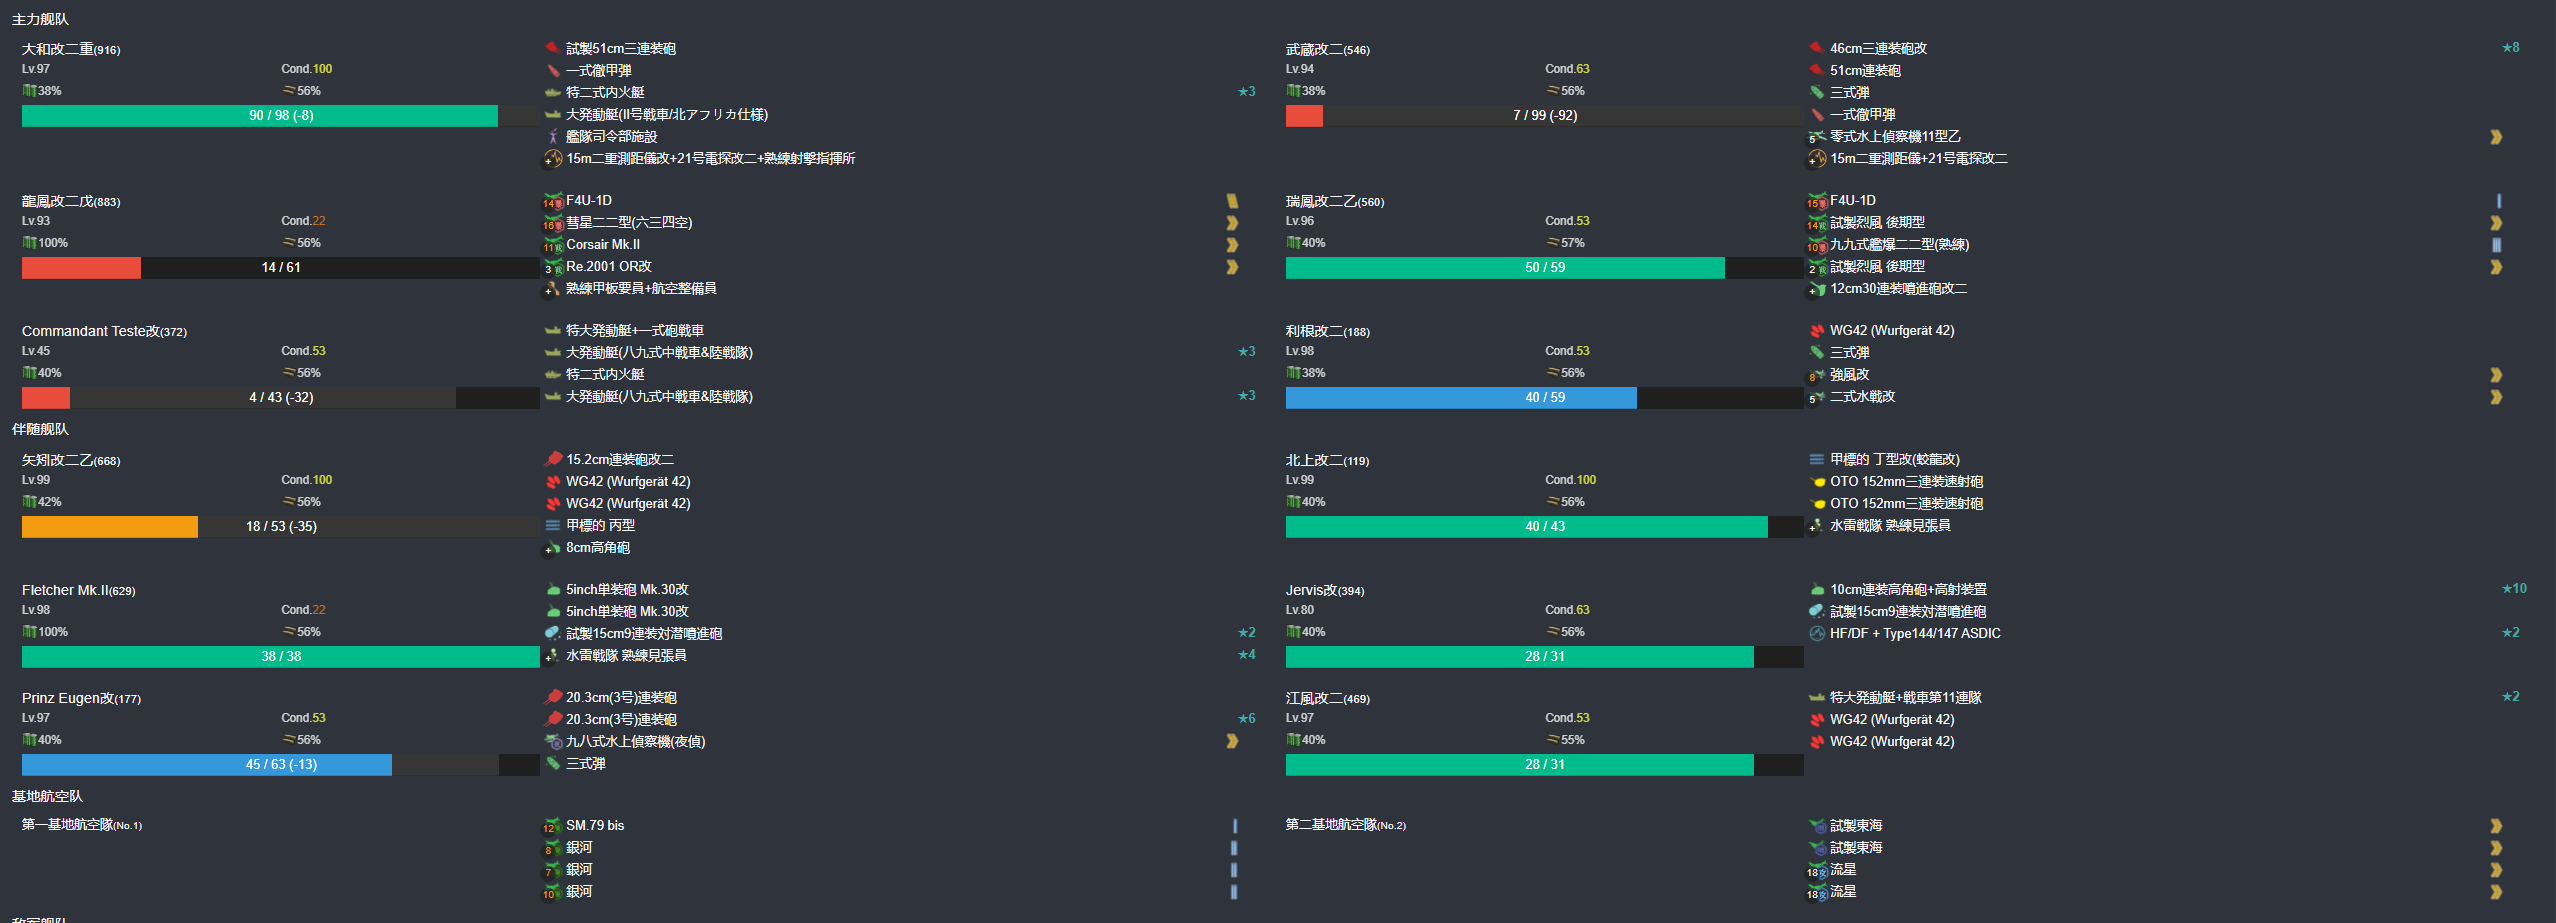 主力舰队
大和改二重(916)
Lv.97 Cond.100
38% 56%
90 / 98 (-8)
試製51cm三連装砲
一式徹甲弾
特二式内火艇 ★3
大発動艇(II号戦車/北アフリカ仕様)
艦隊司令部施設
15m二重測距儀改+21号電探改二+熟練射撃指揮所
武蔵改二(546)
Lv.94 Cond.63
38% 56%
7 / 99 (-92)
46cm三連装砲改 ★8
51cm連装砲
三式弾
一式徹甲弾
5 零式水上偵察機11型乙
15m二重測距儀+21号電探改二
龍鳳改二戊(883)
Lv.93 Cond.22
100% 56%
14 / 61
14 F4U-1D
16 彗星二二型(六三四空)
11 Corsair Mk.II
3 Re.2001 OR改
熟練甲板要員+航空整備員
瑞鳳改二乙(560)
Lv.96 Cond.53
40% 57%
50 / 59
15 F4U-1D
14 試製烈風 後期型
10 九九式艦爆二二型(熟練)
2 試製烈風 後期型
12cm30連装噴進砲改二
Commandant Teste改(372)
Lv.45 Cond.53
40% 56%
4 / 43 (-32)
特大発動艇+一式砲戦車
大発動艇(八九式中戦車&陸戦隊) ★3
特二式内火艇
大発動艇(八九式中戦車&陸戦隊) ★3
利根改二(188)
Lv.98 Cond.53
38% 56%
40 / 59
WG42 (Wurfgerät 42)
三式弾
8 強風改
5 二式水戦改
伴随舰队
矢矧改二乙(668)
Lv.99 Cond.100
42% 56%
18 / 53 (-35)
15.2cm連装砲改二
WG42 (Wurfgerät 42)
WG42 (Wurfgerät 42)
甲標的 丙型
8cm高角砲
北上改二(119)
Lv.99 Cond.100
40% 56%
40 / 43
甲標的 丁型改(蛟龍改)
OTO 152mm三連装速射砲
OTO 152mm三連装速射砲
水雷戦隊 熟練見張員
Fletcher Mk.II(629)
Lv.98 Cond.22
100% 56%
38 / 38
5inch単装砲 Mk.30改
5inch単装砲 Mk.30改
試製15cm9連装対潜噴進砲 ★2
水雷戦隊 熟練見張員 ★4
Jervis改(394)
Lv.80 Cond.63
40% 56%
28 / 31
10cm連装高角砲+高射装置 ★10
試製15cm9連装対潜噴進砲
HF/DF + Type144/147 ASDIC ★2
Prinz Eugen改(177)
Lv.97 Cond.53
40% 56%
45 / 63 (-13)
20.3cm(3号)連装砲
20.3cm(3号)連装砲 ★6
九八式水上偵察機(夜偵)
三式弾
江風改二(469)
Lv.97 Cond.53
40% 55%
28 / 31
特大発動艇+戦車第11連隊 ★2
WG42 (Wurfgerät 42)
WG42 (Wurfgerät 42)
基地航空队
第一基地航空隊(No.1)
12 SM.79 bis
8 銀河
7 銀河
10 銀河
第二基地航空隊(No.2)
試製東海
試製東海
18 流星
18 流星